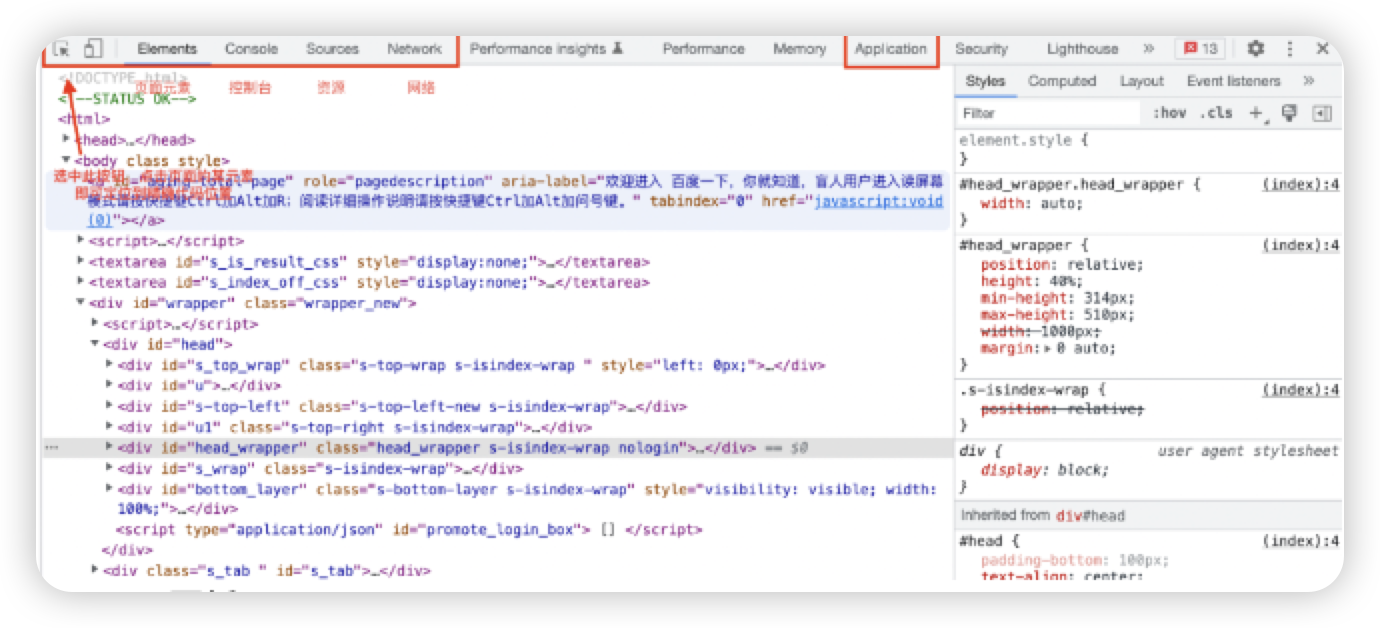 Elements Console Sources Network Performance insights Performance Memory Application Security Lighthouse » 13
<!DOCTYPE html>
页面元素 控制台 资源 网络
<!--STATUS OK-->
<html>
<head>…</head>
<body class style>
选中此按钮，点击页面的某元素
即可定位到 代码位置
<a id="aging-total-page" role="pagedescription" aria-label="欢迎进入 百度一下，你就知道，盲人用户进入读屏幕
模式请按快捷键Ctrl加Alt加R；阅读详细操作说明请按快捷键Ctrl加Alt加问号键。" tabindex="0" href="javascript:void
(0)"></a>
<script>…</script>
<textarea id="s_is_result_css" style="display:none;">…</textarea>
<textarea id="s_index_off_css" style="display:none;">…</textarea>
<div id="wrapper" class="wrapper_new">
<script>…</script>
<div id="head">
<div id="s_top_wrap" class="s-top-wrap s-isindex-wrap " style="left: 0px;">…</div>
<div id="u">…</div>
<div id="s-top-left" class="s-top-left-new s-isindex-wrap">…</div>
<div id="u1" class="s-top-right s-isindex-wrap">…</div>
… <div id="head_wrapper" class="head_wrapper s-isindex-wrap nologin">…</div> == $0
<div id="s_wrap" class="s-isindex-wrap">…</div>
<div id="bottom_layer" class="s-bottom-layer s-isindex-wrap" style="visibility: visible; width:
100%;">…</div>
<script type="application/json" id="promote_login_box"> [] </script>
</div>
<div class="s_tab " id="s_tab">…</div>
Styles Computed Layout Event listeners »
Filter :hov .cls +
element.style {
}
#head_wrapper.head_wrapper { (index):4
width: auto;
}
#head_wrapper { (index):4
position: relative;
height: 40%;
min-height: 314px;
max-height: 510px;
width: 1000px;
margin: 0 auto;
}
.s-isindex-wrap { (index):4
position: relative;
}
div { user agent stylesheet
display: block;
}
Inherited from div#head
#head { (index):4
padding-bottom: 100px;
text-align: center;